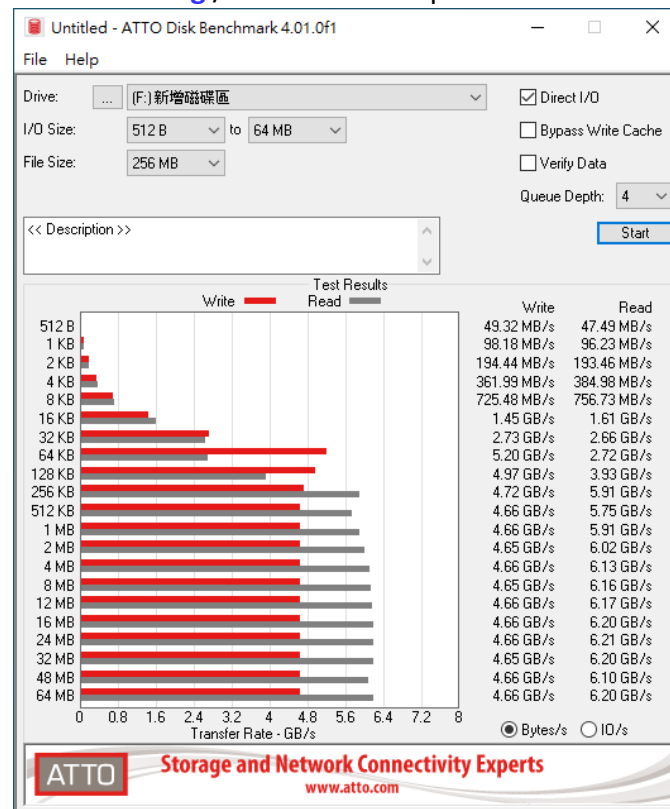 Untitled - ATTO Disk Benchmark 4.01.0f1
File Help
Drive: ... (F:)新增磁碟區 Direct I/O
I/O Size: 512 B to 64 MB Bypass Write Cache
File Size: 256 MB Verify Data
Queue Depth: 4
<< Description >> Start
Test Results
Write Read Write Read
512 B 49.32 MB/s 47.49 MB/s
1 KB 98.18 MB/s 96.23 MB/s
2 KB 194.44 MB/s 193.46 MB/s
4 KB 361.99 MB/s 384.98 MB/s
8 KB 725.48 MB/s 756.73 MB/s
16 KB 1.45 GB/s 1.61 GB/s
32 KB 2.73 GB/s 2.66 GB/s
64 KB 5.20 GB/s 2.72 GB/s
128 KB 4.97 GB/s 3.93 GB/s
256 KB 4.72 GB/s 5.91 GB/s
512 KB 4.66 GB/s 5.75 GB/s
1 MB 4.66 GB/s 5.91 GB/s
2 MB 4.65 GB/s 6.02 GB/s
4 MB 4.66 GB/s 6.13 GB/s
8 MB 4.65 GB/s 6.16 GB/s
12 MB 4.66 GB/s 6.17 GB/s
16 MB 4.66 GB/s 6.20 GB/s
24 MB 4.66 GB/s 6.21 GB/s
32 MB 4.65 GB/s 6.20 GB/s
48 MB 4.66 GB/s 6.10 GB/s
64 MB 4.66 GB/s 6.20 GB/s
0 0.8 1.6 2.4 3.2 4 4.8 5.6 6.4 7.2 8
Transfer Rate - GB/s Bytes/s IO/s
ATTO Storage and Network Connectivity Experts
www.atto.com